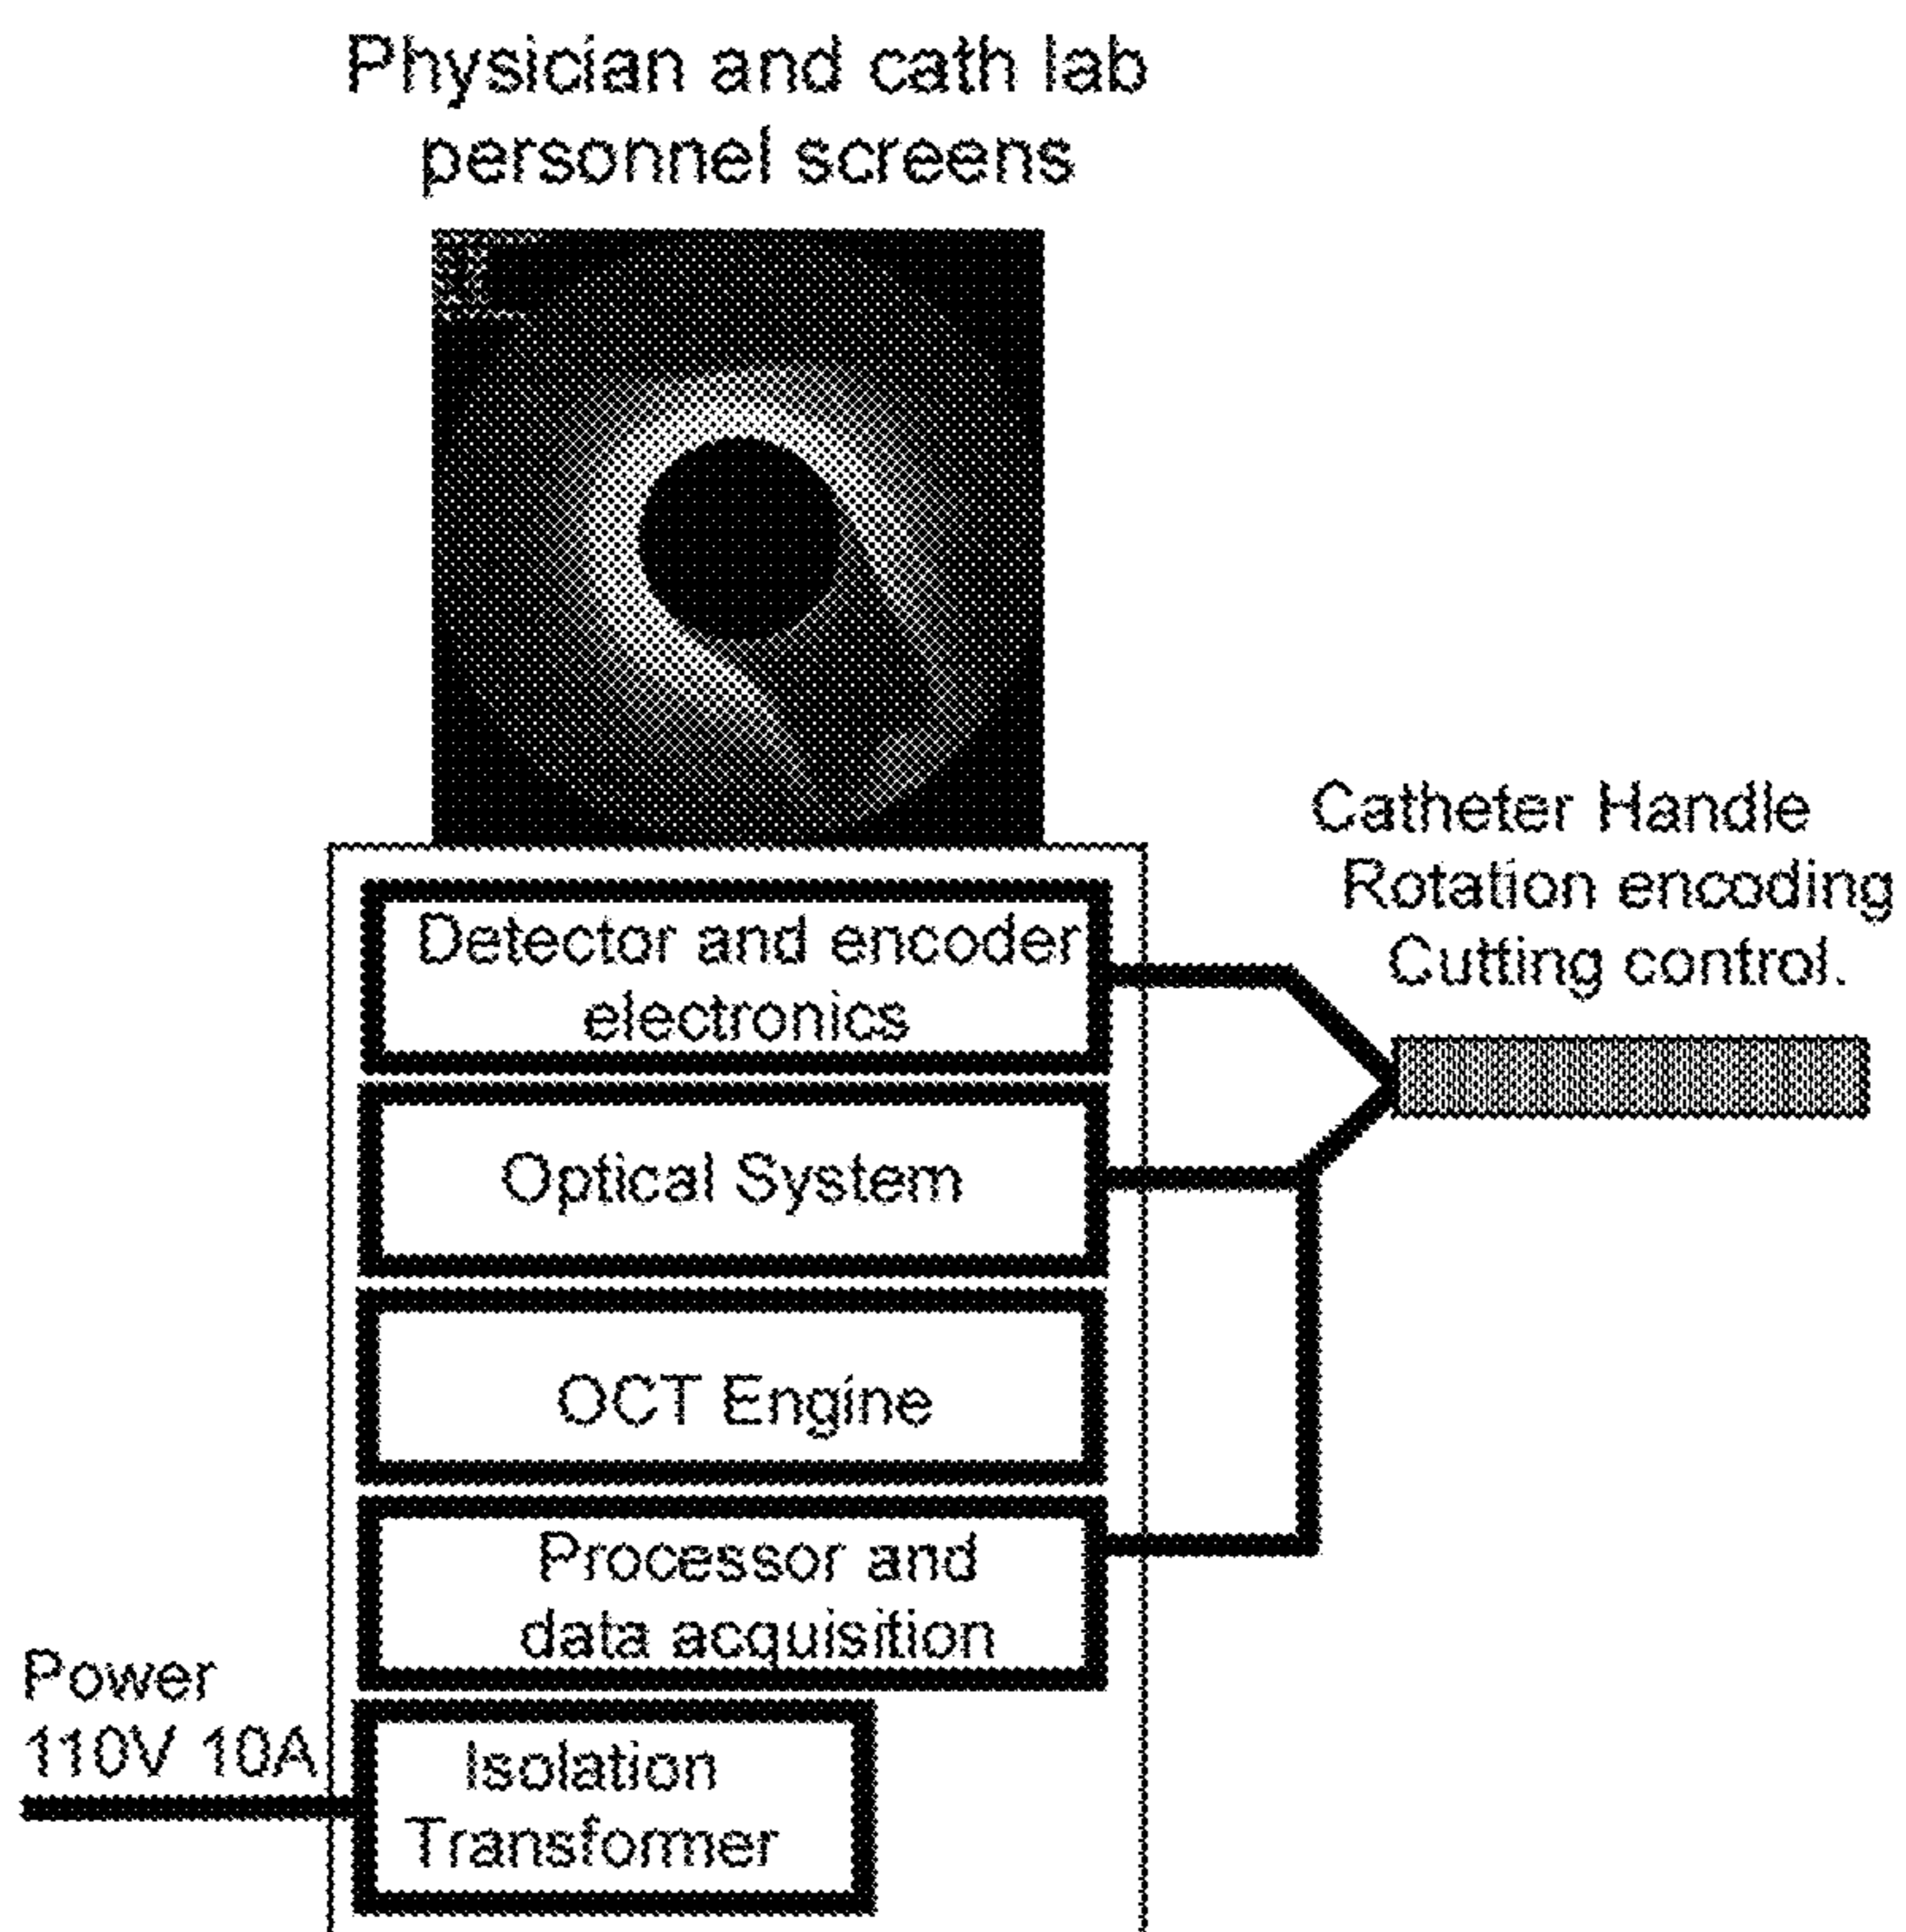 Physician and cath lab
personnel screens
Catheter Handle
Rotation encoding
Cutting control.
Detector and encoder
electronics
Optical System
OCT Engine
Processor and
data acquisition
Power
110V 10A
Isolation
Transformer